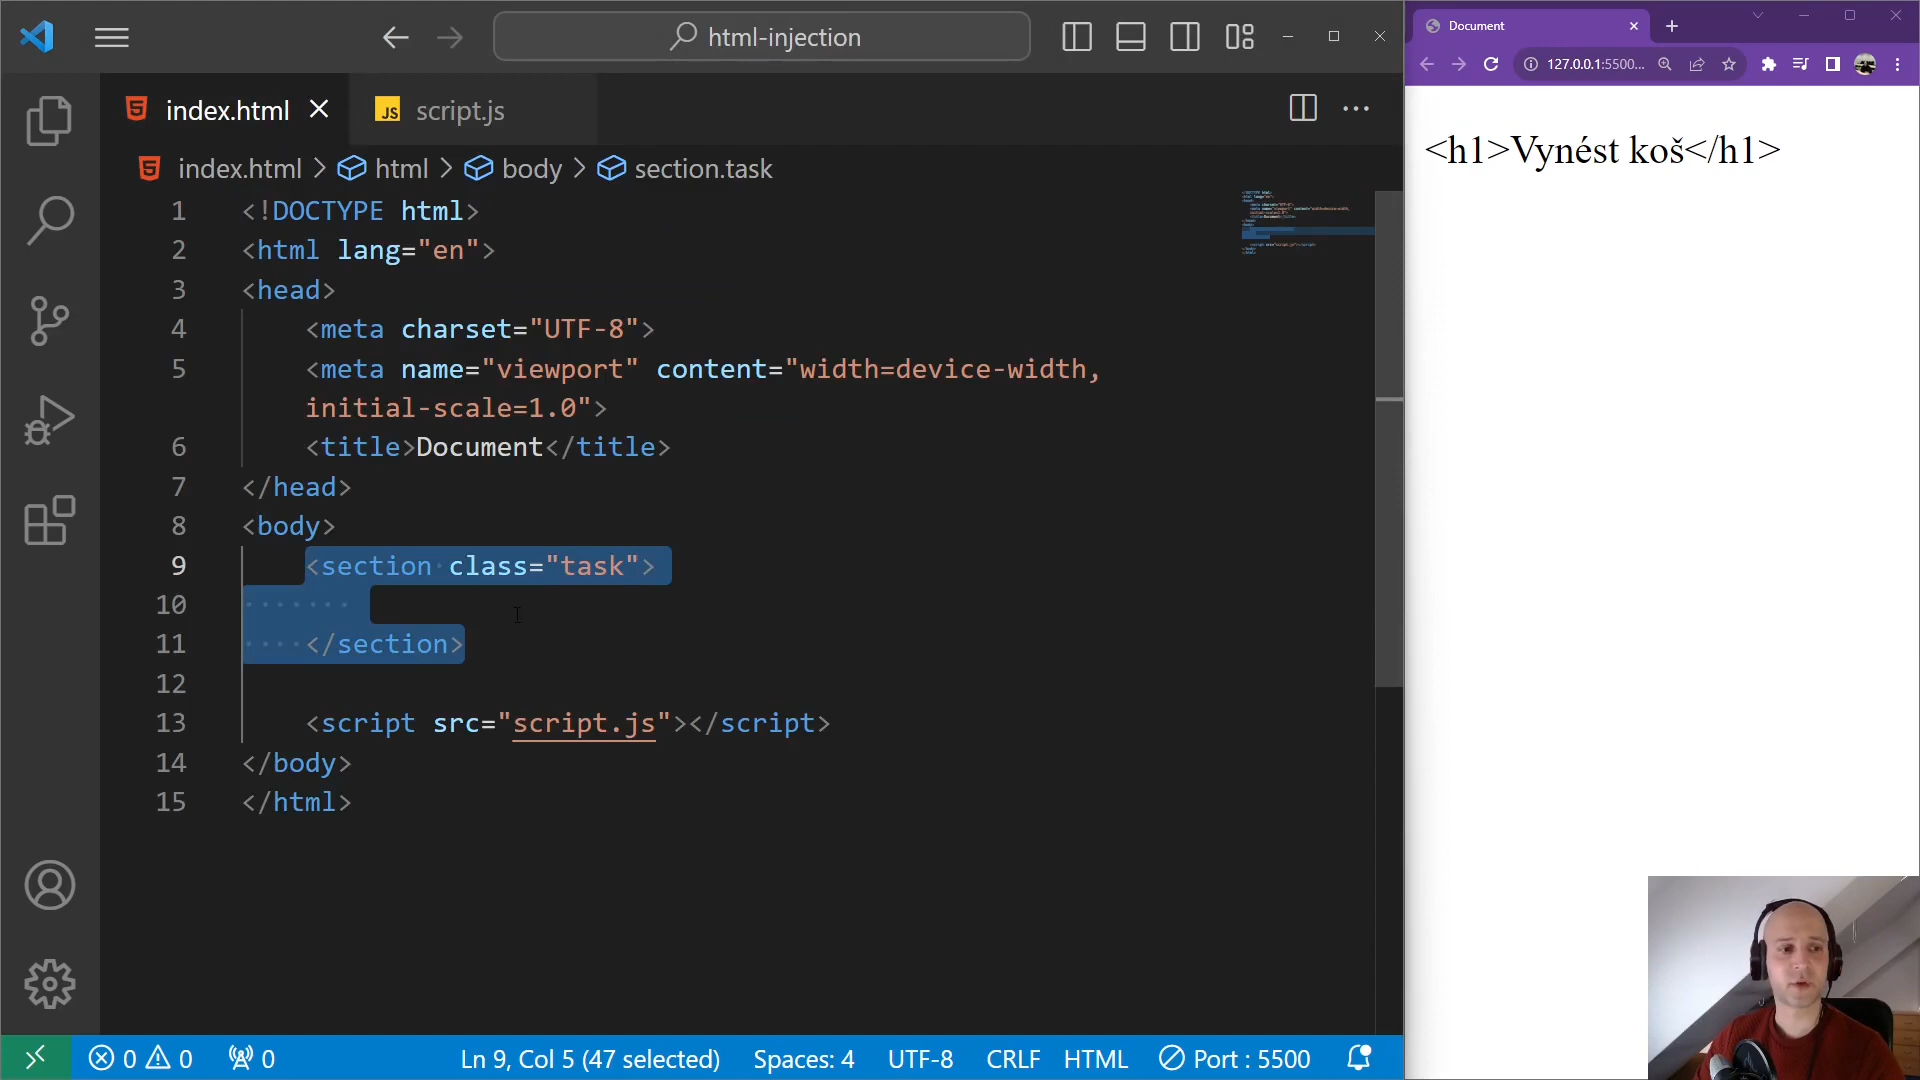 html-injection
index.html
script.js
index.html > html > body > section.task
1 <!DOCTYPE html>
2 <html lang="en">
3 <head>
4 <meta charset="UTF-8">
5 <meta name="viewport" content="width=device-width,
initial-scale=1.0">
6 <title>Document</title>
7 </head>
8 <body>
9 <section class="task">
10
11 </section>
12
13 <script src="script.js"></script>
14 </body>
15 </html>
0 0 0 Ln 9, Col 5 (47 selected) Spaces: 4 UTF-8 CRLF HTML Port : 5500
Document
127.0.0.1:5500...
<h1>Vynést koš</h1>